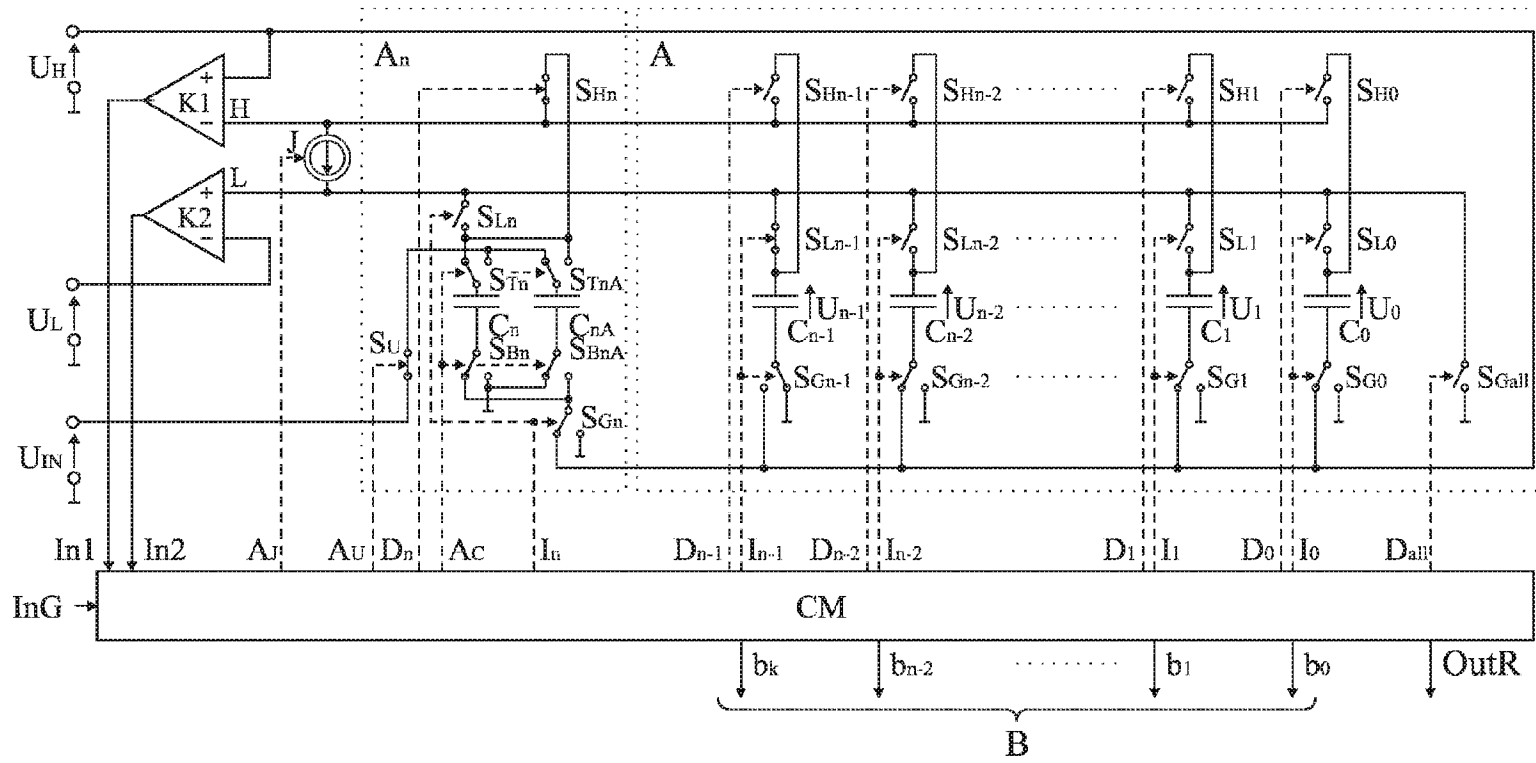 An A
UH K1 + − H SHn SHn-1 SHn-2 SH1 SH0
J
K2 + − L SLn SLn-1 SLn-2 SL1 SL0
UL STn STnA Un-1 Un-2 U1 U0
Cn CnA Cn-1 Cn-2 C1 C0
SU SBn SBnA SGn-1 SGn-2 SG1 SG0 SGall
UIN SGn
In1 In2 AJ AU Dn AC In Dn-1 In-1 Dn-2 In-2 D1 I1 D0 I0 Dall
InG CM
bk bn-2 b1 b0 OutR
B